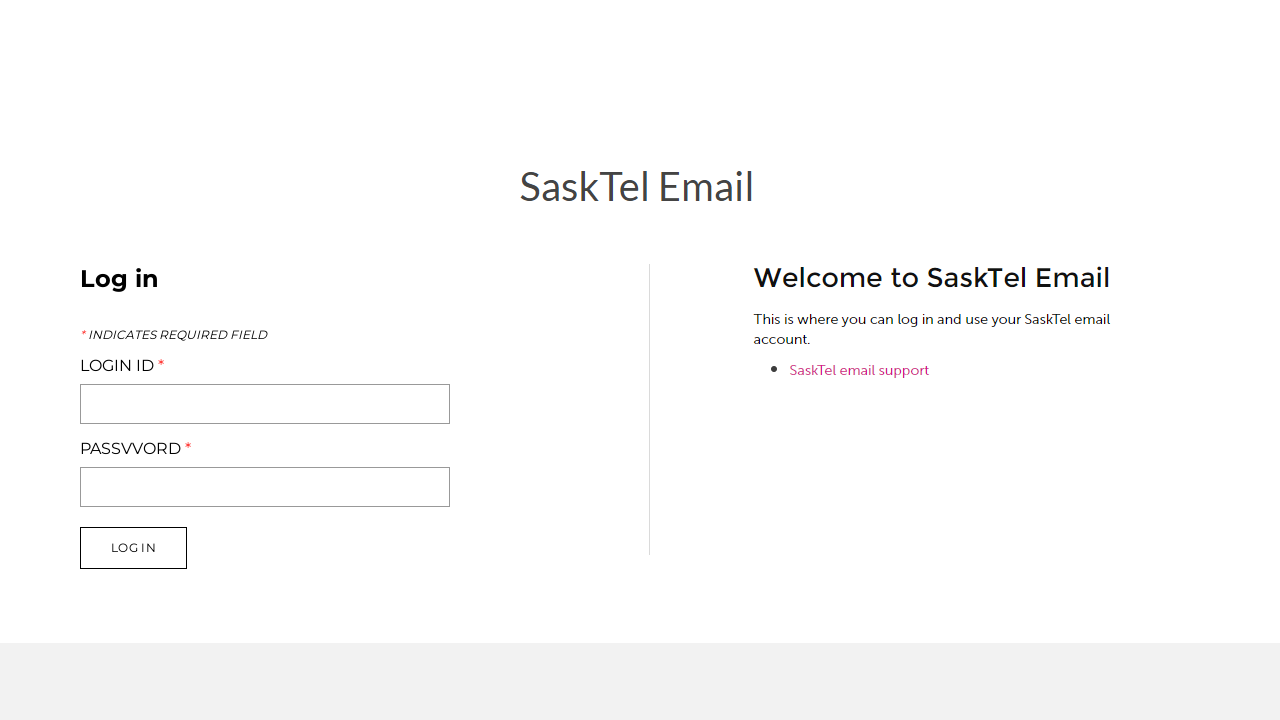 SaskTel Email
Log in
* INDICATES REQUIRED FIELD
LOGIN ID *
PASSVVORD *
LOG IN
Welcome to SaskTel Email
This is where you can log in and use your SaskTel email
account.
• SaskTel email support